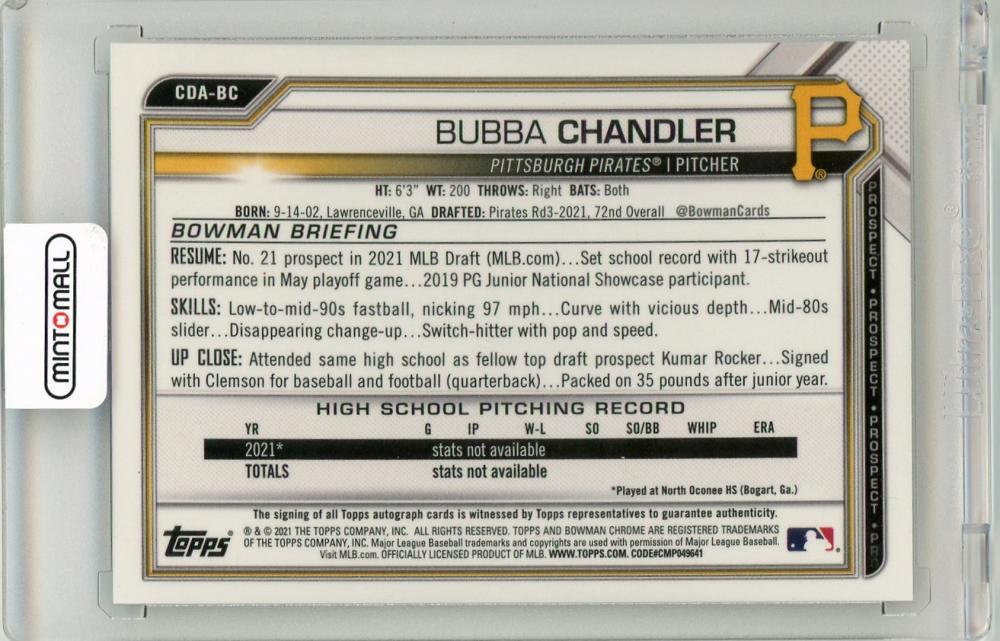 CDA-BC
BUBBA CHANDLER
PITTSBURGH PIRATES® | PITCHER
P®
HT: 6'3" WT: 200 THROWS: Right BATS: Both
BORN: 9-14-02, Lawrenceville, GA DRAFTED: Pirates Rd3-2021, 72nd Overall @BowmanCards
BOWMAN BRIEFING
RESUME: No. 21 prospect in 2021 MLB Draft (MLB.com)...Set school record with 17-strikeout
performance in May playoff game...2019 PG Junior National Showcase participant.
SKILLS: Low-to-mid-90s fastball, nicking 97 mph...Curve with vicious depth...Mid-80s
slider...Disappearing change-up...Switch-hitter with pop and speed.
UP CLOSE: Attended same high school as fellow top draft prospect Kumar Rocker...Signed
with Clemson for baseball and football (quarterback)...Packed on 35 pounds after junior year.
HIGH SCHOOL PITCHING RECORD
YR G IP W-L SO SO/BB WHIP ERA
2021* stats not available
TOTALS stats not available
*Played at North Oconee HS (Bogart, Ga.)
The signing of all Topps autograph cards is witnessed by Topps representatives to guarantee authenticity.
® & © 2021 THE TOPPS COMPANY, INC. ALL RIGHTS RESERVED. TOPPS AND BOWMAN CHROME ARE REGISTERED TRADEMARKS
OF THE TOPPS COMPANY, INC. Major League Baseball trademarks and copyrights are used with permission of Major League Baseball.
Visit MLB.com. OFFICIALLY LICENSED PRODUCT OF MLB. WWW.TOPPS.COM. CODE#CMP049641
Topps®
PROSPECT • PROSPECT • PROSPECT • PR
MINTOMALL